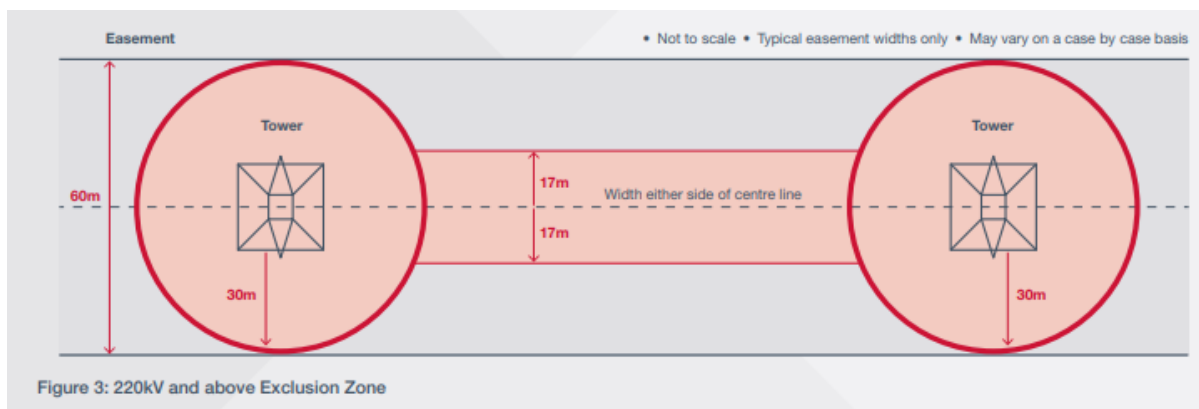 Easement
• Not to scale • Typical easement widths only • May vary on a case by case basis
Tower
Tower
60m
17m
Width either side of centre line
17m
30m
30m
Figure 3: 220kV and above Exclusion Zone